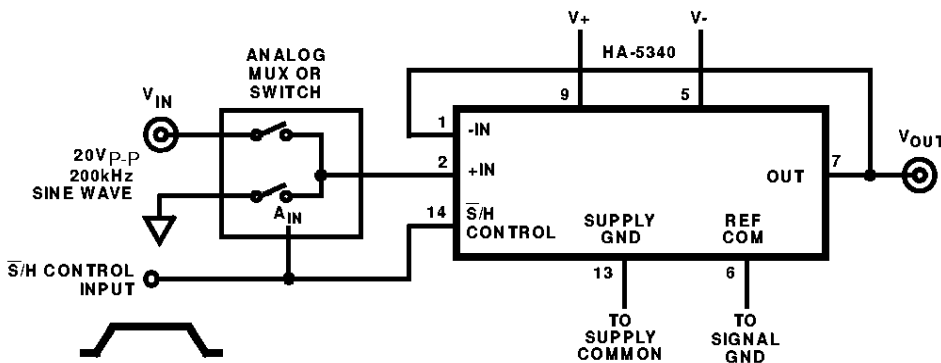 V+
V-
HA-5340
ANALOG
MUX OR
SWITCH
VIN
20VP-P
200kHz
SINE WAVE
AIN
S̅/H CONTROL
INPUT
9
5
1
-IN
2
+IN
14
S̅/H
CONTROL
SUPPLY
GND
REF
COM
OUT
7
VOUT
13
6
TO
SUPPLY
COMMON
TO
SIGNAL
GND